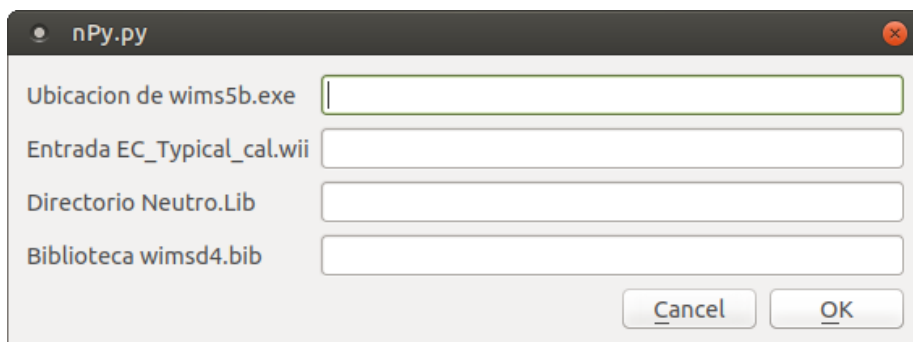 nPy.py
Ubicacion de wims5b.exe
Entrada EC_Typical_cal.wii
Directorio Neutro.Lib
Biblioteca wimsd4.bib
Cancel OK